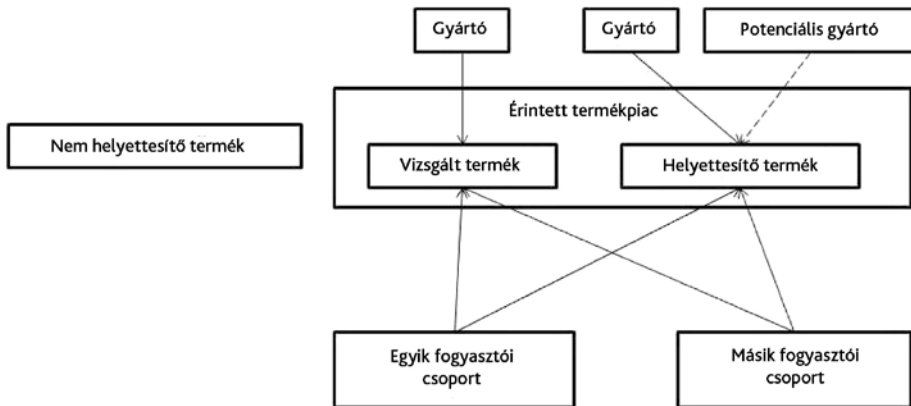 Gyártó
Gyártó
Potenciális gyártó
Érintett termékpiac
Nem helyettesítő termék
Vizsgált termék
Helyettesítő termék
Egyik fogyasztói
csoport
Másik fogyasztói
csoport